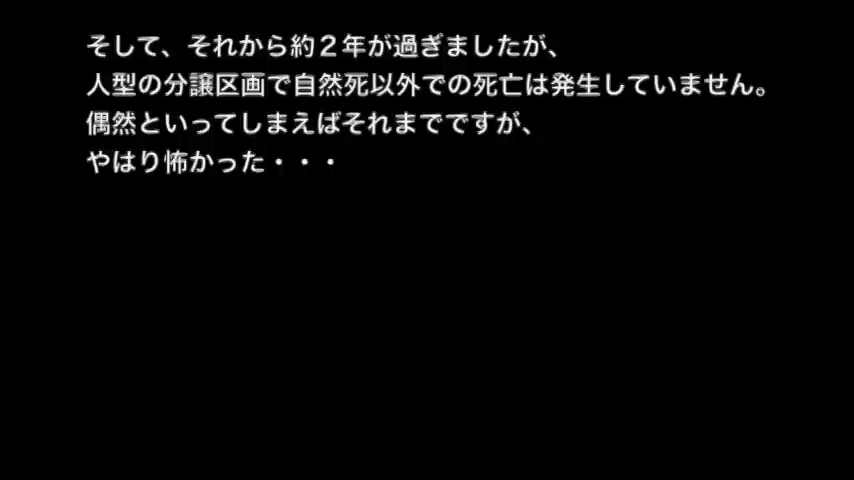 そして、それから約２年が過ぎましたが、
人型の分譲区画で自然死以外での死亡は発生していません。
偶然といってしまえばそれまでですが、
やはり怖かった・・・